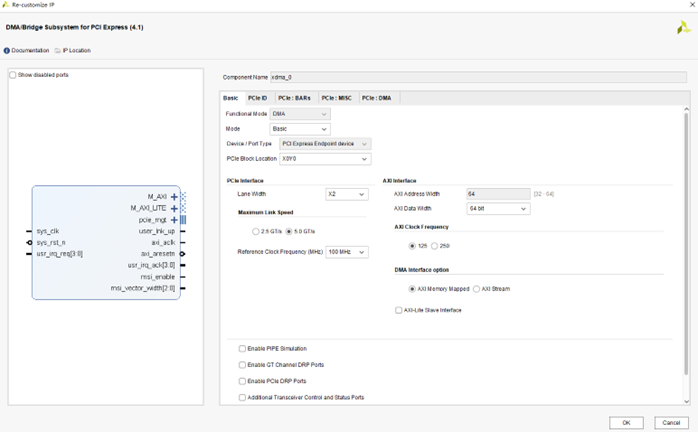 Re-customize IP
DMA/Bridge Subsystem for PCI Express (4.1)
Documentation IP Location
Show disabled ports
M_AXI
M_AXI_LITE
pcie_mgt
sys_clk user_lnk_up
sys_rst_n axi_aclk
usr_irq_req[3:0] axi_aresetn
usr_irq_ack[3:0]
msi_enable
msi_vector_width[2:0]
Component Name xdma_0
Basic PCIe ID PCIe : BARs PCIe : MISC PCIe : DMA
Functional Mode DMA
Mode Basic
Device / Port Type PCI Express Endpoint device
PCIe Block Location X0Y0
PCIe Interface
Lane Width X2
Maximum Link Speed
2.5 GT/s 5.0 GT/s
Reference Clock Frequency (MHz) 100 MHz
AXI Interface
AXI Address Width 64 [32 - 64]
AXI Data Width 64 bit
AXI Clock Frequency
125 250
DMA Interface option
AXI Memory Mapped AXI Stream
AXI-Lite Slave Interface
Enable PIPE Simulation
Enable GT Channel DRP Ports
Enable PCIe DRP Ports
Additional Transceiver Control and Status Ports
OK Cancel